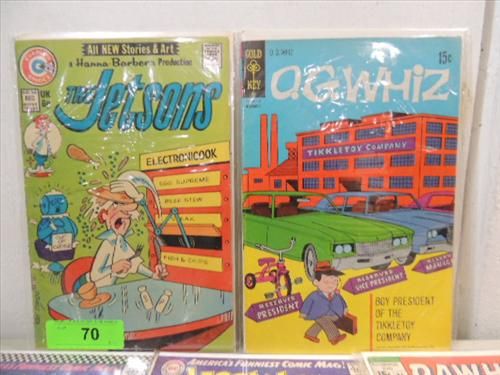 All NEW Stories & Art
a Hanna-Barbera Production
THE Jetsons
ELECTRONICOOK
EGG SUPREME
BEEF STEW
FISH & CHIPS
70
GOLD
KEY
O.G. WHIZ
15¢
O.G. WHIZ
TIKKLETOY COMPANY
RESERVED
PRESIDENT
RESERVED
VICE PRESIDENT
BOY PRESIDENT
OF THE
TIKKLETOY
COMPANY
AMERICA'S FUNNIEST COMIC MAG!